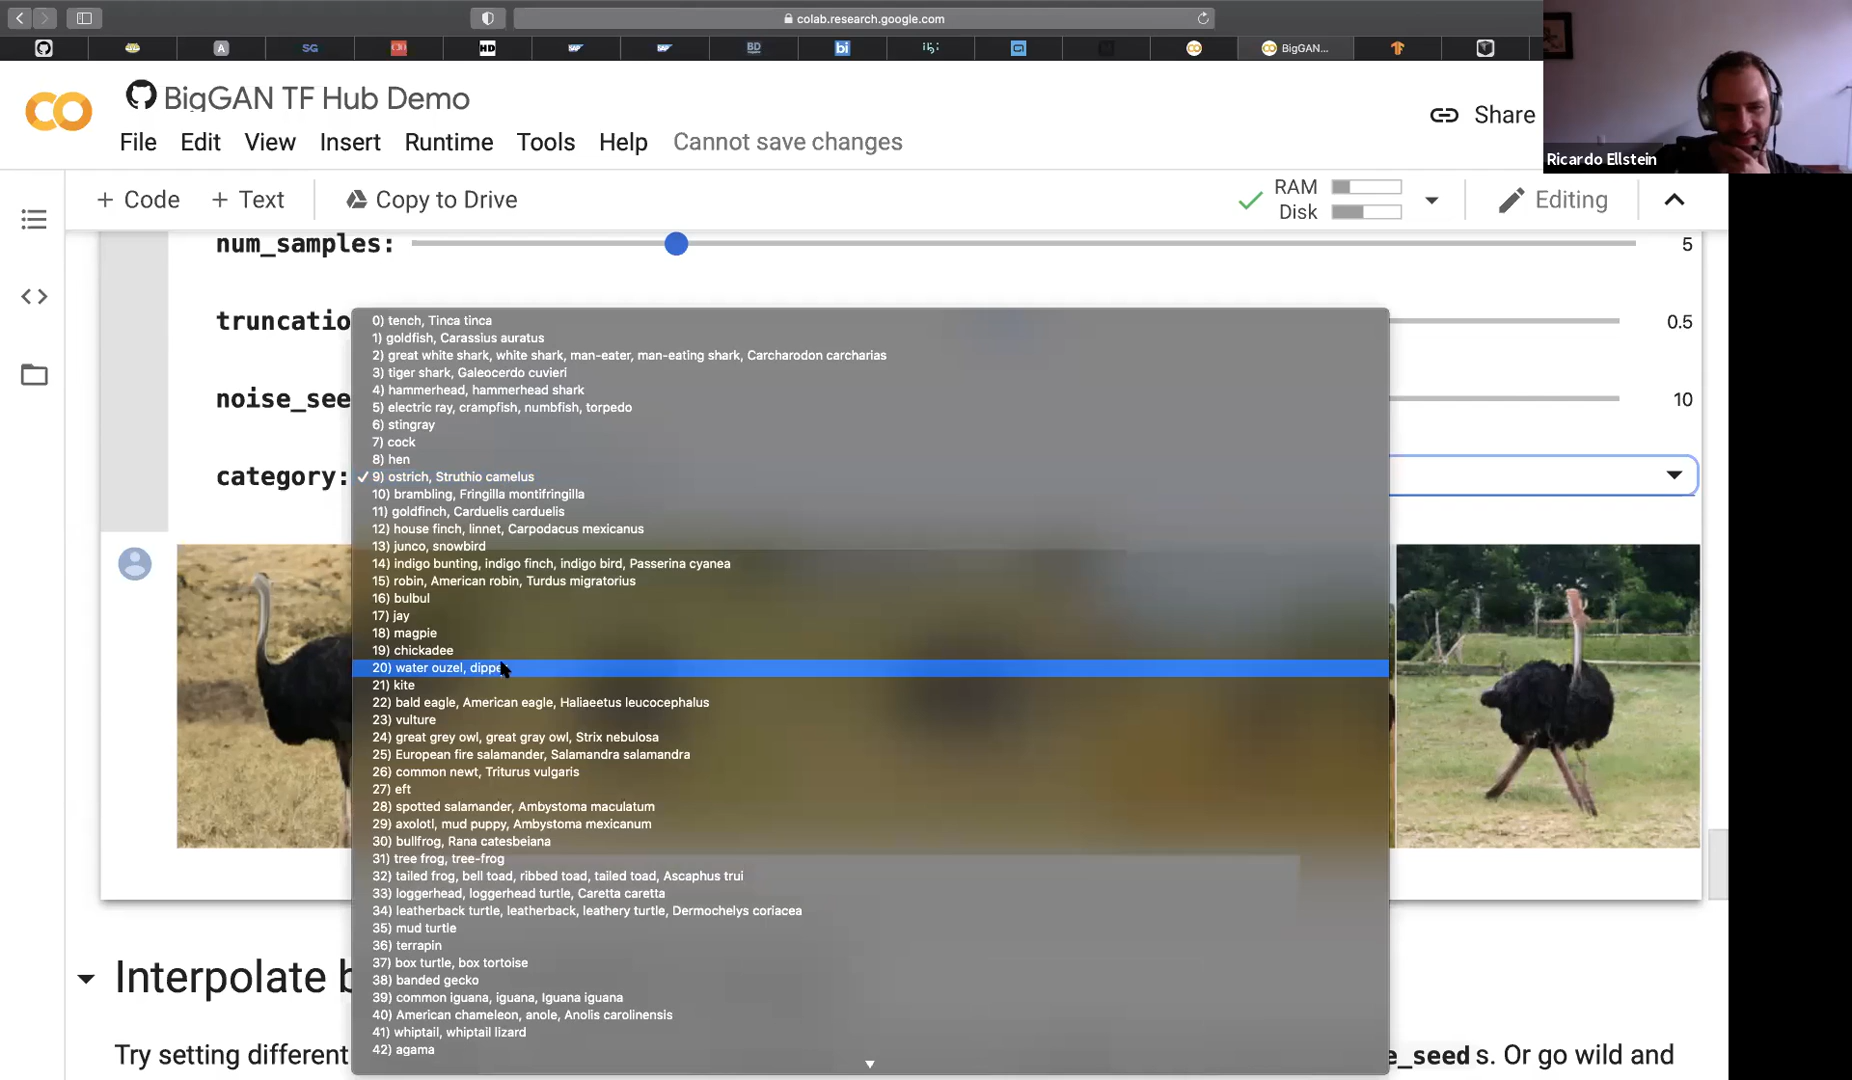 colab.research.google.com
A
SG
HD
BD
bi
BigGAN...
BigGAN TF Hub Demo
File Edit View Insert Runtime Tools Help Cannot save changes
Share
Ricardo Ellstein
+ Code + Text Copy to Drive
RAM
Disk
Editing
num_samples: 5
truncatio 0.5
noise_see 10
category:
0) tench, Tinca tinca
1) goldfish, Carassius auratus
2) great white shark, white shark, man-eater, man-eating shark, Carcharodon carcharias
3) tiger shark, Galeocerdo cuvieri
4) hammerhead, hammerhead shark
5) electric ray, crampfish, numbfish, torpedo
6) stingray
7) cock
8) hen
✓ 9) ostrich, Struthio camelus
10) brambling, Fringilla montifringilla
11) goldfinch, Carduelis carduelis
12) house finch, linnet, Carpodacus mexicanus
13) junco, snowbird
14) indigo bunting, indigo finch, indigo bird, Passerina cyanea
15) robin, American robin, Turdus migratorius
16) bulbul
17) jay
18) magpie
19) chickadee
20) water ouzel, dippe
21) kite
22) bald eagle, American eagle, Haliaeetus leucocephalus
23) vulture
24) great grey owl, great gray owl, Strix nebulosa
25) European fire salamander, Salamandra salamandra
26) common newt, Triturus vulgaris
27) eft
28) spotted salamander, Ambystoma maculatum
29) axolotl, mud puppy, Ambystoma mexicanum
30) bullfrog, Rana catesbeiana
31) tree frog, tree-frog
32) tailed frog, bell toad, ribbed toad, tailed toad, Ascaphus trui
33) loggerhead, loggerhead turtle, Caretta caretta
34) leatherback turtle, leatherback, leathery turtle, Dermochelys coriacea
35) mud turtle
36) terrapin
37) box turtle, box tortoise
38) banded gecko
39) common iguana, iguana, Iguana iguana
40) American chameleon, anole, Anolis carolinensis
41) whiptail, whiptail lizard
42) agama
Interpolate b
Try setting different e_seeds. Or go wild and